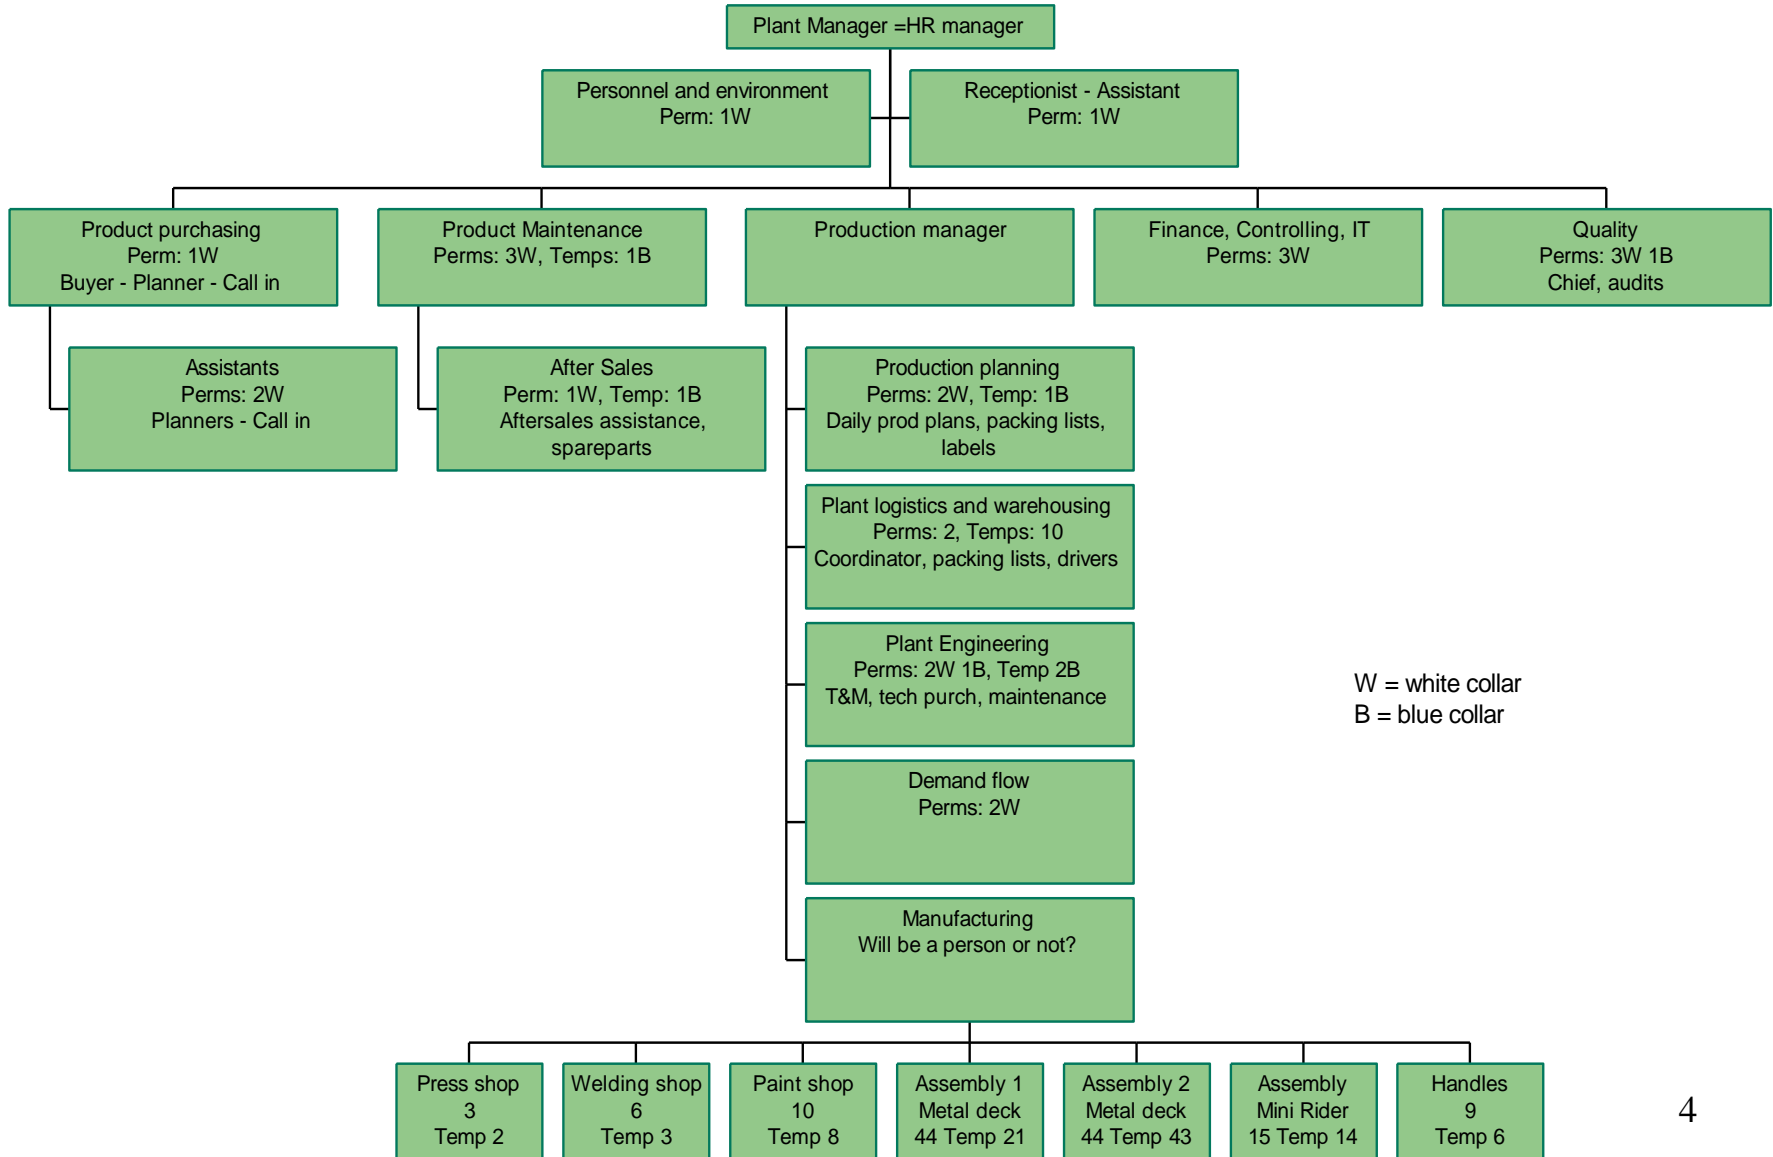 Plant Manager =HR manager
Personnel and environment
Perm: 1W
Receptionist - Assistant
Perm: 1W
Product purchasing
Perm: 1W
Buyer - Planner - Call in
Product Maintenance
Perms: 3W, Temps: 1B
Production manager
Finance, Controlling, IT
Perms: 3W
Quality
Perms: 3W 1B
Chief, audits
Assistants
Perms: 2W
Planners - Call in
After Sales
Perm: 1W, Temp: 1B
Aftersales assistance,
spareparts
Production planning
Perms: 2W, Temp: 1B
Daily prod plans, packing lists,
labels
Plant logistics and warehousing
Perms: 2, Temps: 10
Coordinator, packing lists, drivers
Plant Engineering
Perms: 2W 1B, Temp 2B
T&M, tech purch, maintenance
W = white collar
B = blue collar
Demand flow
Perms: 2W
Manufacturing
Will be a person or not?
Press shop
3
Temp 2
Welding shop
6
Temp 3
Paint shop
10
Temp 8
Assembly 1
Metal deck
44 Temp 21
Assembly 2
Metal deck
44 Temp 43
Assembly
Mini Rider
15 Temp 14
Handles
9
Temp 6
4